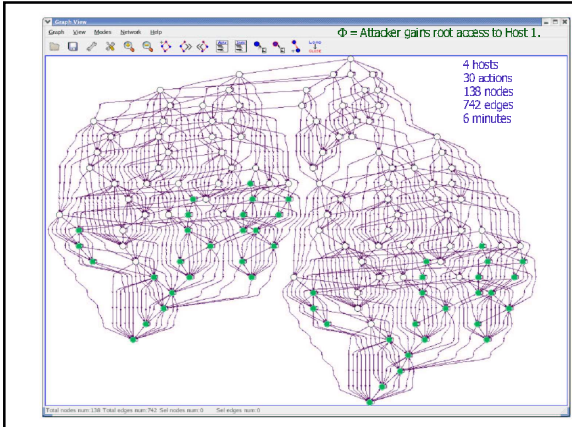 Graph View
Graph View Modes Network Help
Φ = Attacker gains root access to Host 1.
4 hosts
30 actions
138 nodes
742 edges
6 minutes
Total nodes num: 138 Total edges num: 742 Sel nodes num: 0 Sel edges num: 0